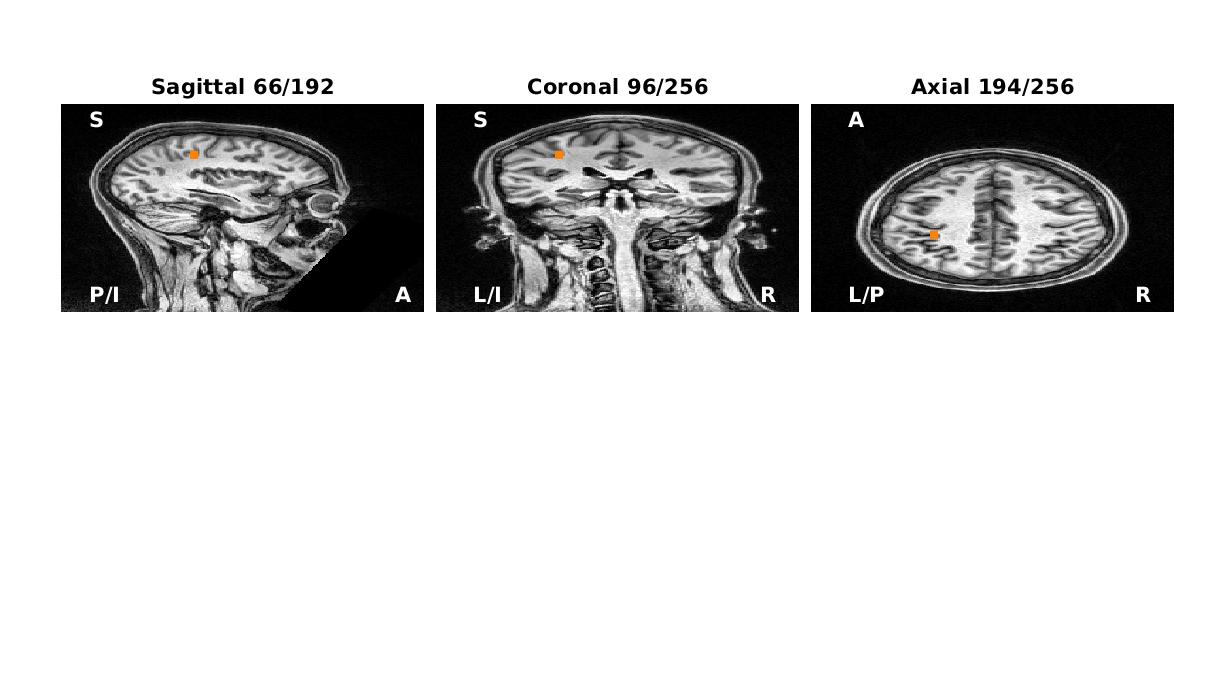 Sagittal 66/192
Coronal 96/256
Axial 194/256
S
S
A
P/I
A
L/I
R
L/P
R